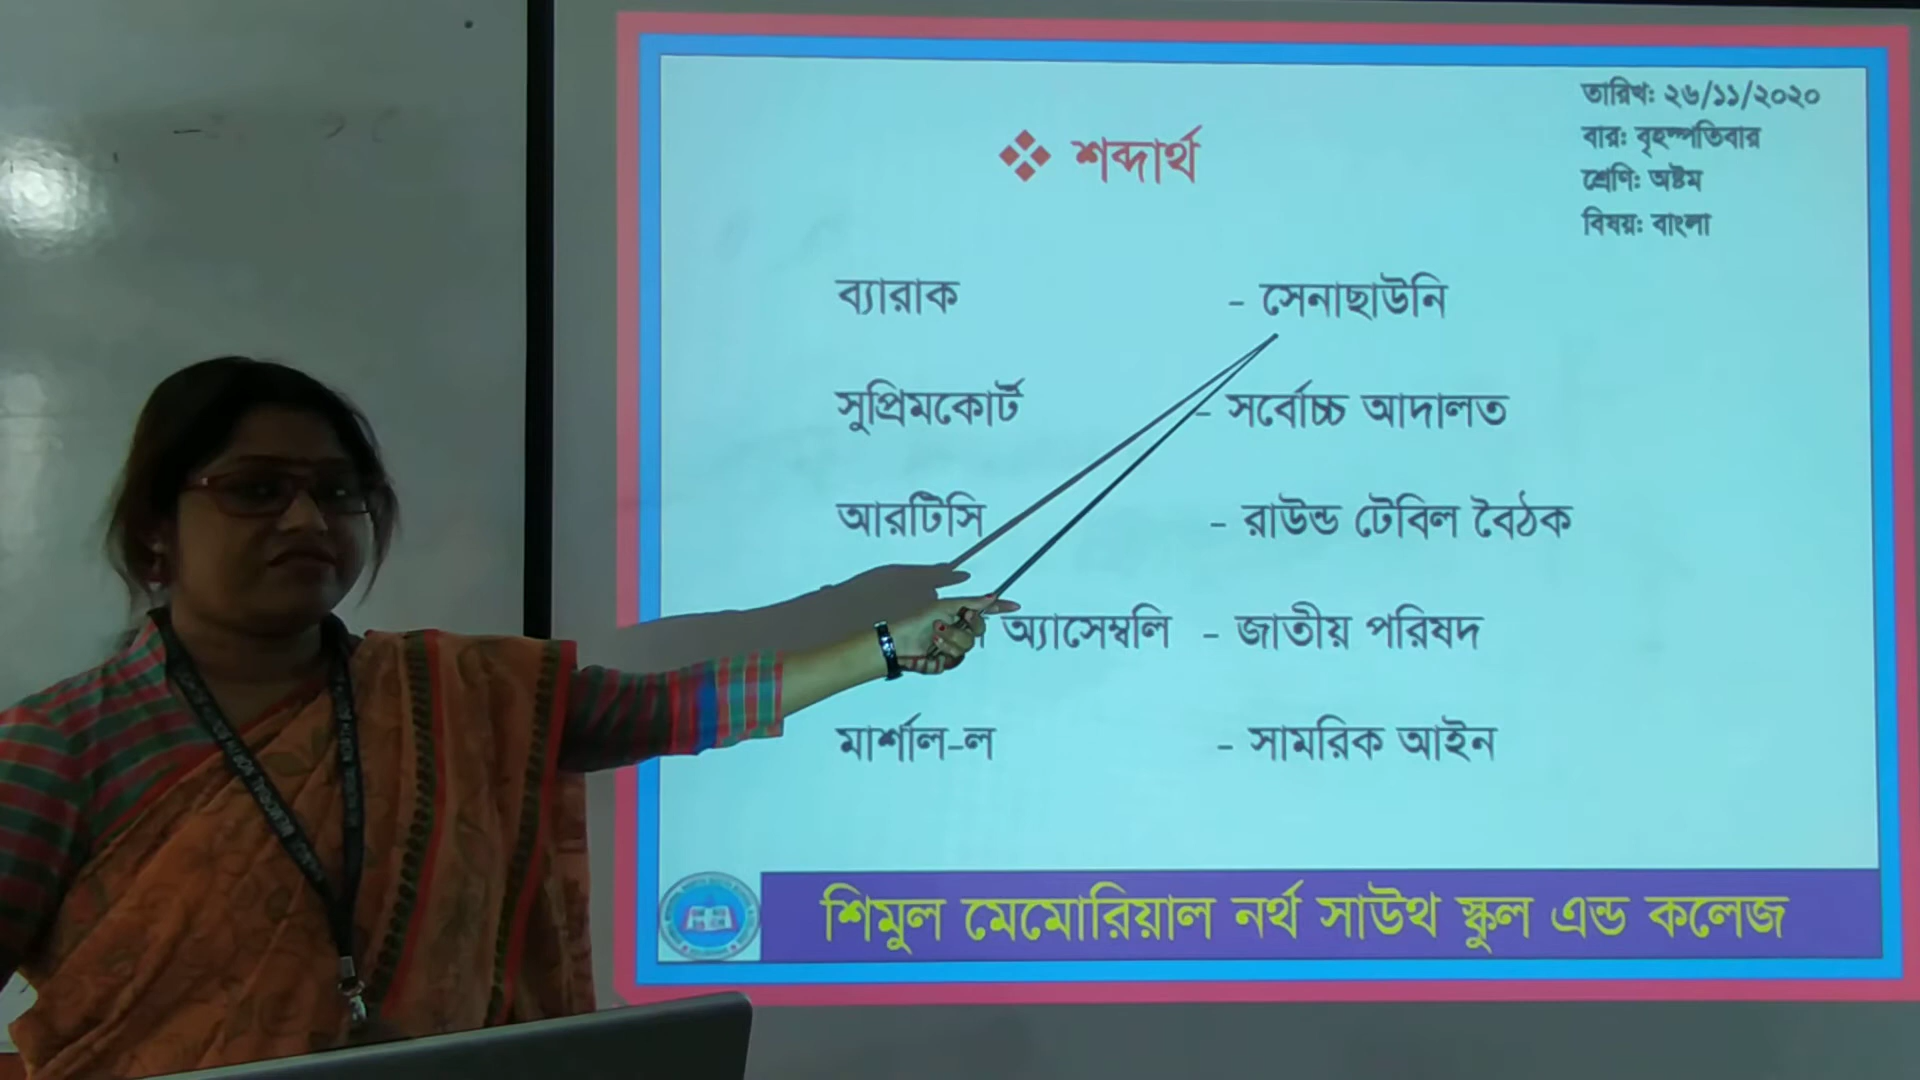 তারিখ: ২৬/১১/২০২০
বার: বৃহস্পতিবার
শ্রেণি: অষ্টম
বিষয়: বাংলা
❖ শব্দার্থ
ব্যারাক - সেনাছাউনি
সুপ্রিমকোর্ট - সর্বোচ্চ আদালত
আরটিসি - রাউন্ড টেবিল বৈঠক
অ্যাসেম্বলি - জাতীয় পরিষদ
মার্শাল-ল - সামরিক আইন
শিমুল মেমোরিয়াল নর্থ সাউথ স্কুল এন্ড কলেজ